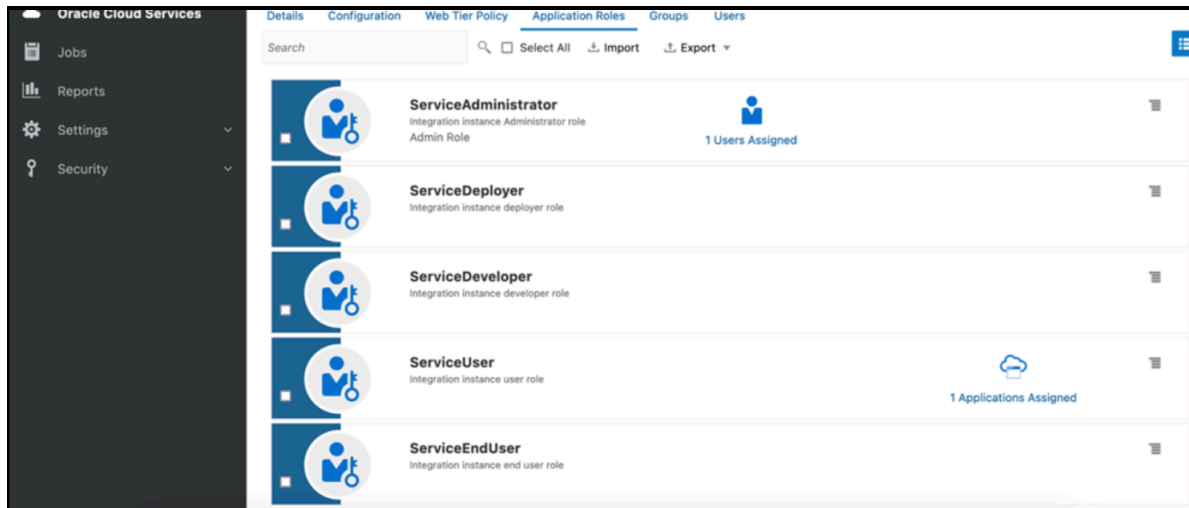 Oracle Cloud Services
Jobs
Reports
Settings
Security
Details Configuration Web Tier Policy Application Roles Groups Users
Search Select All Import Export
ServiceAdministrator
Integration instance Administrator role
Admin Role
1 Users Assigned
ServiceDeployer
Integration instance deployer role
ServiceDeveloper
Integration instance developer role
ServiceUser
Integration instance user role
1 Applications Assigned
ServiceEndUser
Integration instance end user role